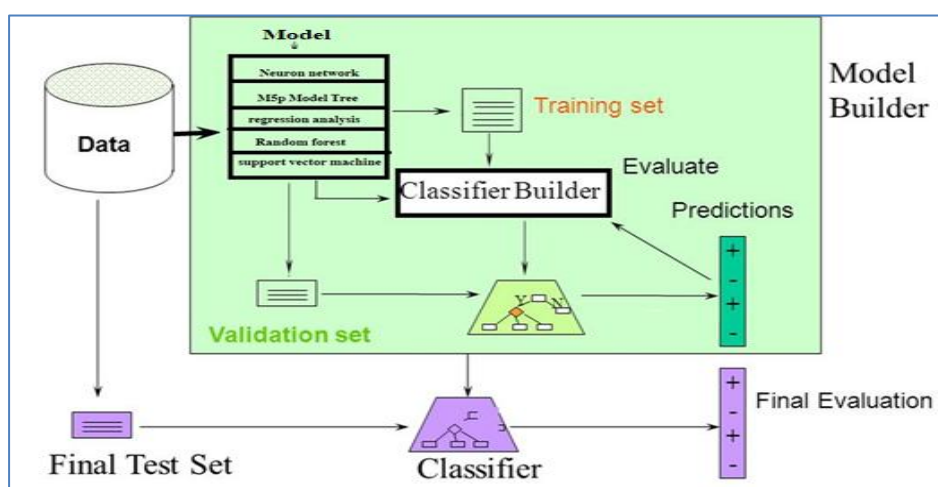 Model
Neuron network
M5p Model Tree
regression analysis
Random forest
support vector machine
Data
Training set
Model
Builder
Classifier Builder
Evaluate
Predictions
Y N
+
-
+
-
Validation set
+
-
+
-
Final Evaluation
Final Test Set
Classifier